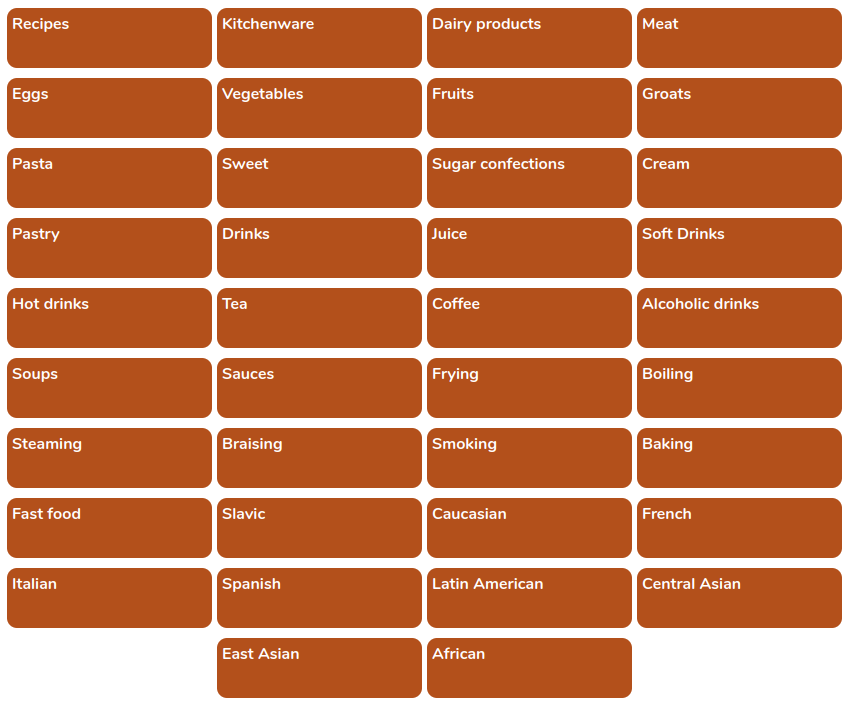 Recipes
Kitchenware
Dairy products
Meat
Eggs
Vegetables
Fruits
Groats
Pasta
Sweet
Sugar confections
Cream
Pastry
Drinks
Juice
Soft Drinks
Hot drinks
Tea
Coffee
Alcoholic drinks
Soups
Sauces
Frying
Boiling
Steaming
Braising
Smoking
Baking
Fast food
Slavic
Caucasian
French
Italian
Spanish
Latin American
Central Asian
East Asian
African